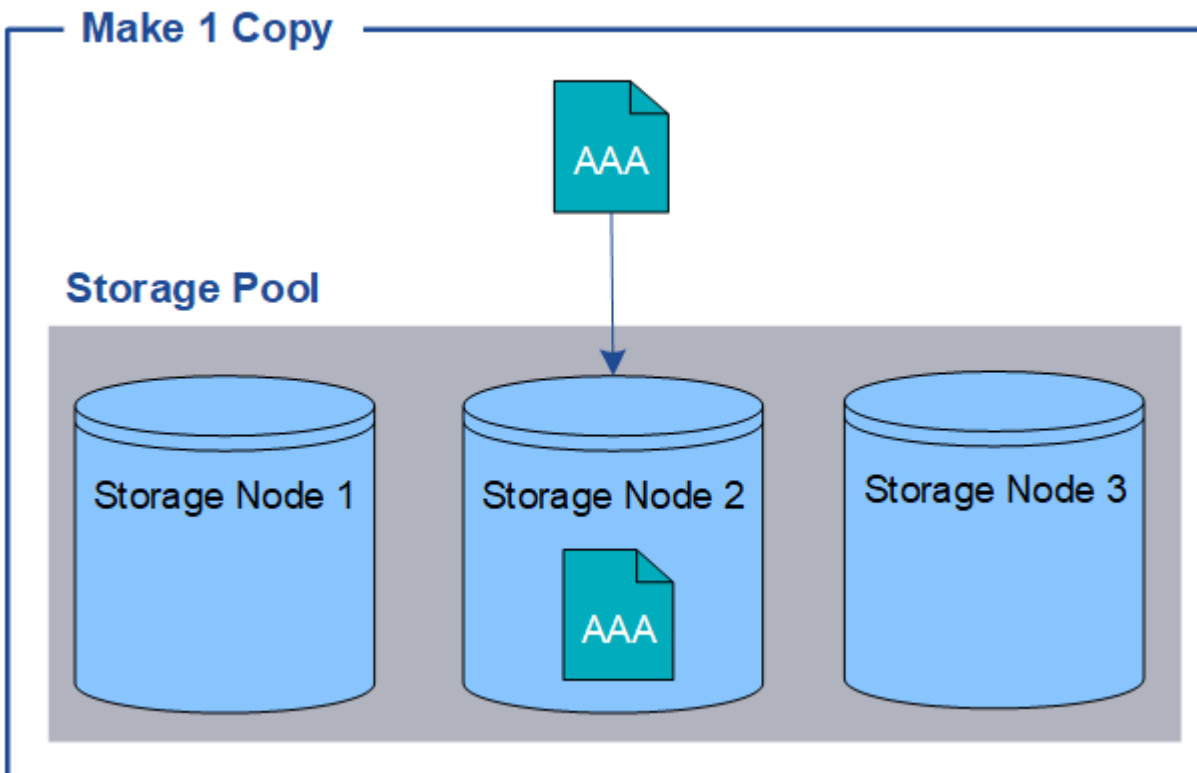 Make 1 Copy
AAA
Storage Pool
Storage Node 1
Storage Node 2
Storage Node 3
AAA